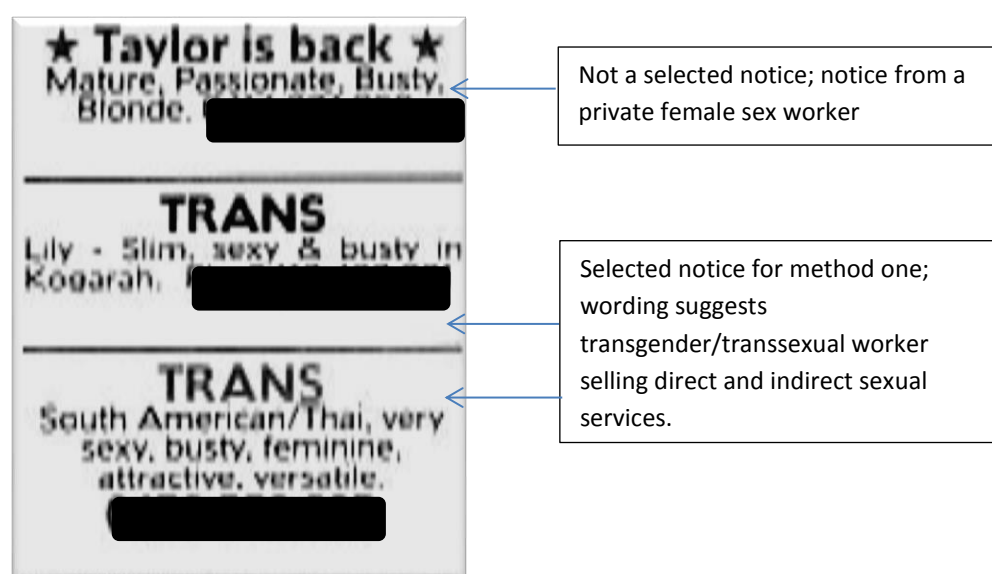 ★ Taylor is back ★
Mature, Passionate, Busty,
Blonde.
TRANS
Lily - Slim, sexy & busty in
Kogarah.
TRANS
South American/Thai, very
sexy, busty, feminine,
attractive, versatile.
Not a selected notice; notice from a
private female sex worker
Selected notice for method one;
wording suggests
transgender/transsexual worker
selling direct and indirect sexual
services.